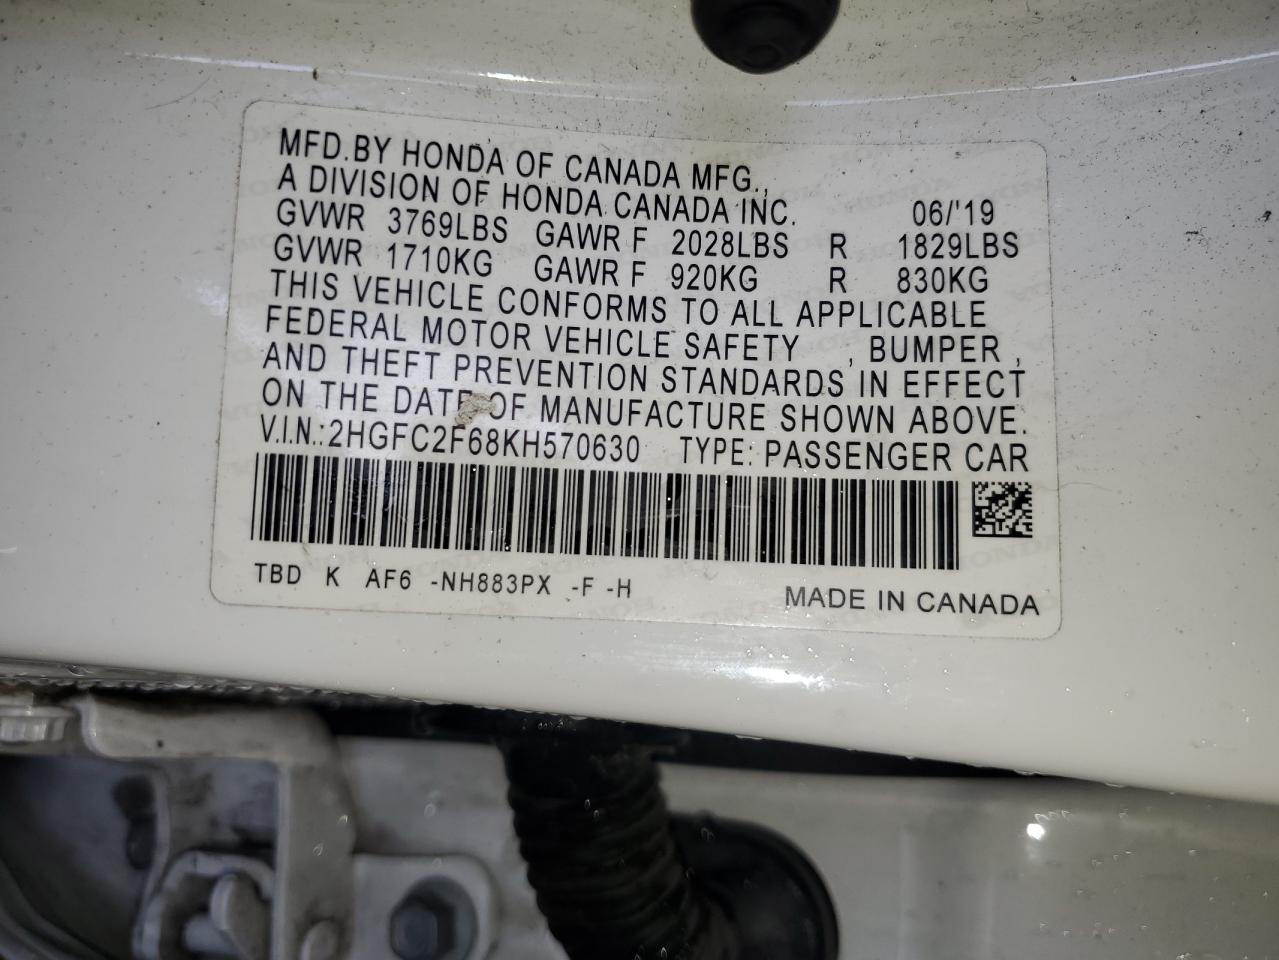 MFD.BY HONDA OF CANADA MFG.,
A DIVISION OF HONDA CANADA INC. 06/'19
GVWR 3769LBS GAWR F 2028LBS R 1829LBS
GVWR 1710KG GAWR F 920KG R 830KG
THIS VEHICLE CONFORMS TO ALL APPLICABLE
FEDERAL MOTOR VEHICLE SAFETY , BUMPER ,
AND THEFT PREVENTION STANDARDS IN EFFECT
ON THE DATE OF MANUFACTURE SHOWN ABOVE.
V.I.N.:2HGFC2F68KH570630 TYPE: PASSENGER CAR
TBD K AF6 -NH883PX -F -H
MADE IN CANADA